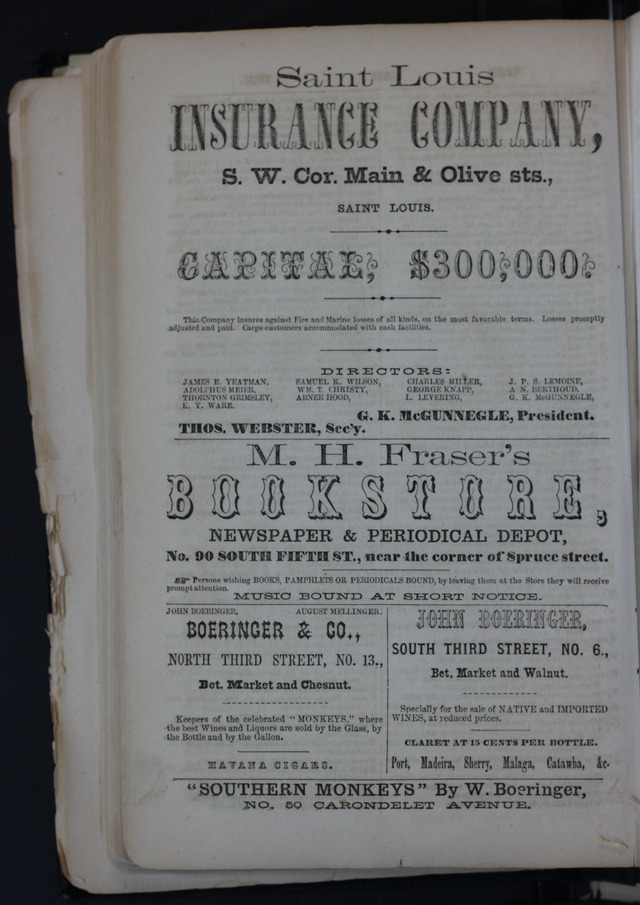 Saint Louis
INSURANCE COMPANY,
S. W. Cor. Main & Olive sts.,
SAINT LOUIS.
CAPITAL, $300,000.
This Company insures against Fire and Marine losses of all kinds, on the most favorable terms. Losses promptly
adjusted and paid. Cargo customers accommodated with cash facilities.
DIRECTORS:
JAMES E. YEATMAN, SAMUEL K. WILSON, CHARLES MILLER, J. P. S. LEMOINE,
ADOLPHUS MEIER, WM. T. CHRISTY, GEORGE KNAPP, A N. BERTHOUD,
THORNTON GRIMSLEY, ABNER HOOD, L. LEVERING, G. K. McGUNNEGLE,
E. Y. WARE.
G. K. McGUNNEGLE, President.
THOS. WEBSTER, Sec'y.
M. H. Fraser's
BOOKSTORE,
NEWSPAPER & PERIODICAL DEPOT,
No. 90 SOUTH FIFTH ST., near the corner of Spruce street.
☞ Persons wishing BOOKS, PAMPHLETS OR PERIODICALS BOUND, by leaving them at the Store they will receive
prompt attention.
MUSIC BOUND AT SHORT NOTICE.
JOHN BOERINGER, AUGUST MELLINGER.
BOERINGER & CO.,
NORTH THIRD STREET, NO. 13.,
Bet. Market and Chesnut.
Keepers of the celebrated "MONKEYS," where
the best Wines and Liquors are sold by the Glass, by
the Bottle and by the Gallon.
HAVANA CIGARS.
JOHN BOERINGER,
SOUTH THIRD STREET, NO. 6.,
Bet. Market and Walnut.
Specially for the sale of NATIVE and IMPORTED
WINES, at reduced prices.
CLARET AT 15 CENTS PER BOTTLE.
Port, Madeira, Sherry, Malaga, Catawba, &c.
"SOUTHERN MONKEYS" By W. Boeringer,
NO. 50 CARONDELET AVENUE.